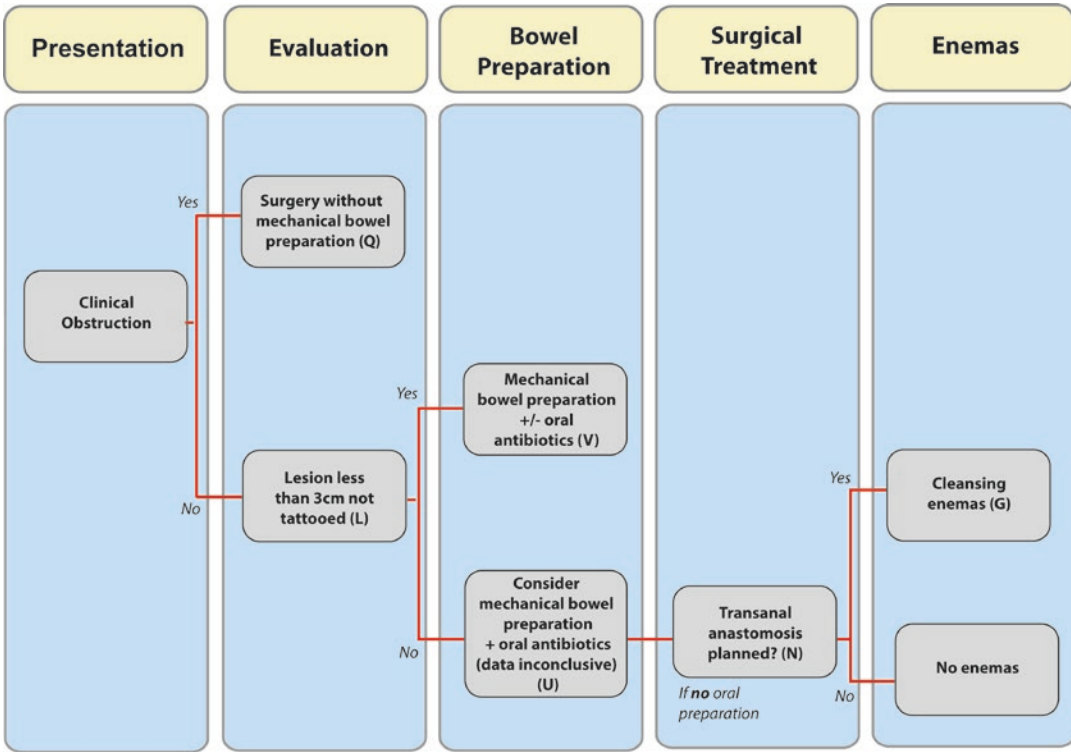 Presentation
Evaluation
Bowel
Preparation
Surgical
Treatment
Enemas
Clinical
Obstruction
Yes
No
Surgery without
mechanical bowel
preparation (Q)
Lesion less
than 3cm not
tattooed (L)
Yes
No
Mechanical
bowel preparation
+/- oral
antibiotics (V)
Consider
mechanical bowel
preparation
+ oral antibiotics
(data inconclusive)
(U)
Transanal
anastomosis
planned? (N)
If no oral
preparation
Yes
No
Cleansing
enemas (G)
No enemas